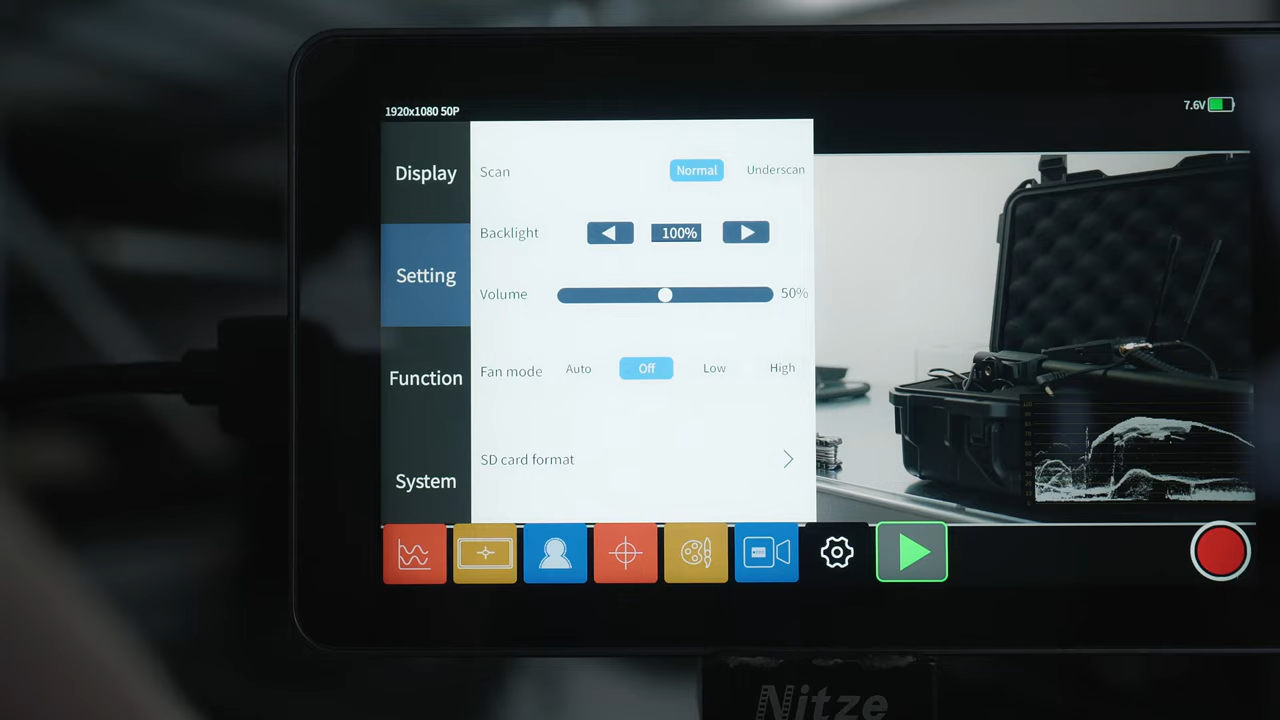 1920x1080 50P
7.6V
Display
Scan
Normal
Underscan
Backlight
100%
Setting
Volume
50%
Function
Fan mode
Auto
Off
Low
High
SD card format
System
Nitze